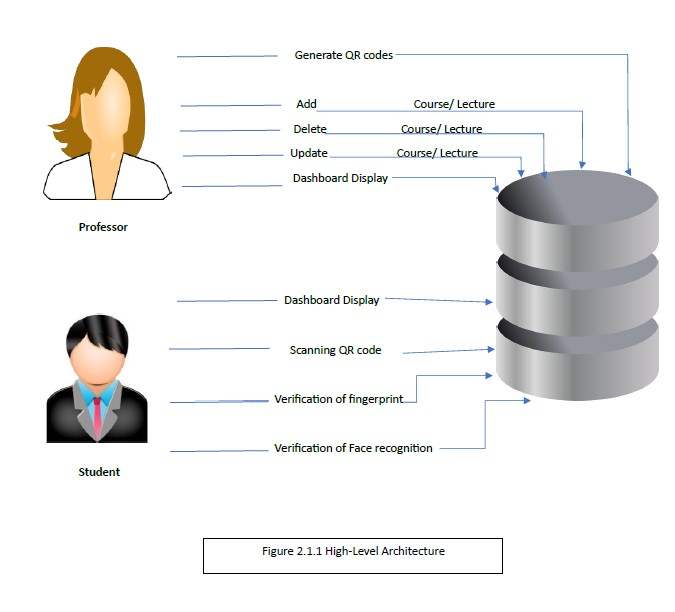 Generate QR codes
Add Course/ Lecture
Delete Course/ Lecture
Update Course/ Lecture
Dashboard Display
Professor
Dashboard Display
Scanning QR code
Verification of fingerprint
Verification of Face recognition
Student
Figure 2.1.1 High-Level Architecture